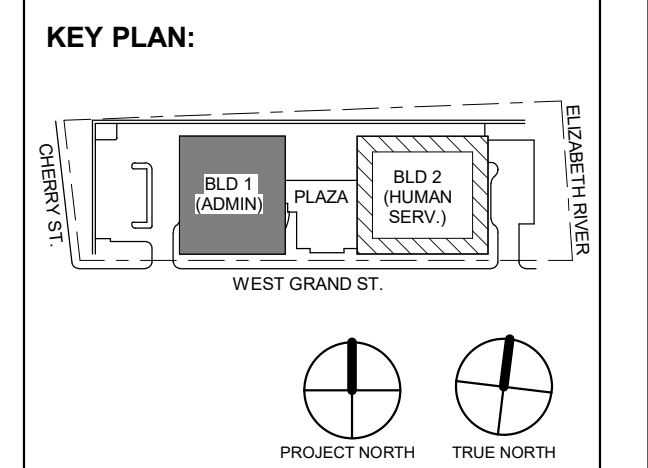 KEY PLAN:
CHERRY ST.
BLD 1
(ADMIN)
PLAZA
BLD 2
(HUMAN
SERV.)
ELIZABETH RIVER
WEST GRAND ST.
PROJECT NORTH
TRUE NORTH